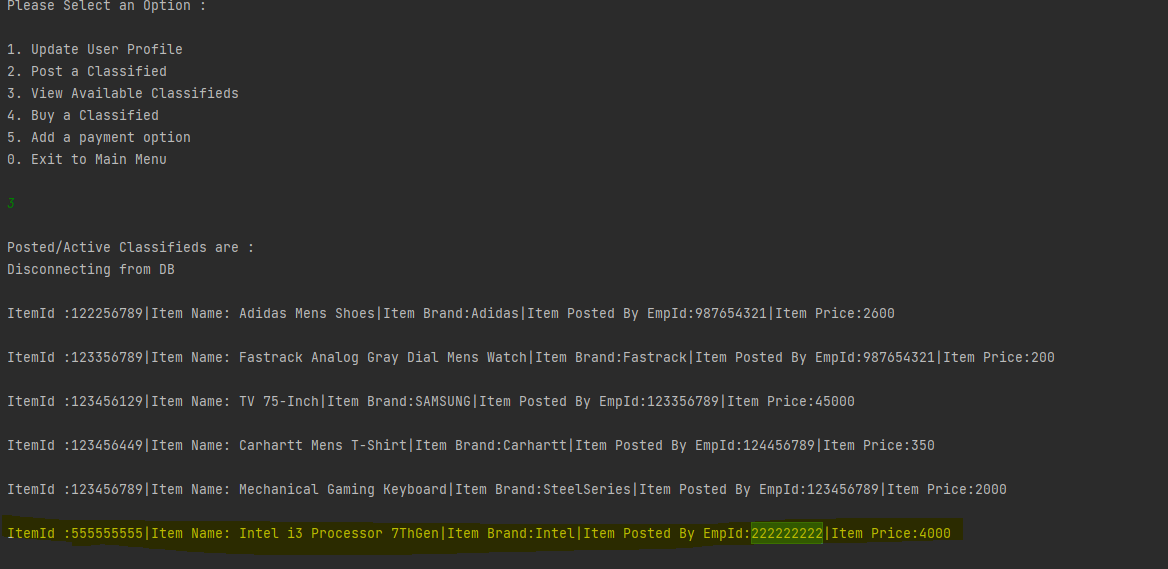 Please Select an Option :
1. Update User Profile
2. Post a Classified
3. View Available Classifieds
4. Buy a Classified
5. Add a payment option
0. Exit to Main Menu
3
Posted/Active Classifieds are :
Disconnecting from DB
ItemId :122256789|Item Name: Adidas Mens Shoes|Item Brand:Adidas|Item Posted By EmpId:987654321|Item Price:2600
ItemId :123356789|Item Name: Fastrack Analog Gray Dial Mens Watch|Item Brand:Fastrack|Item Posted By EmpId:987654321|Item Price:200
ItemId :123456129|Item Name: TV 75-Inch|Item Brand:SAMSUNG|Item Posted By EmpId:123356789|Item Price:45000
ItemId :123456449|Item Name: Carhartt Mens T-Shirt|Item Brand:Carhartt|Item Posted By EmpId:124456789|Item Price:350
ItemId :123456789|Item Name: Mechanical Gaming Keyboard|Item Brand:SteelSeries|Item Posted By EmpId:123456789|Item Price:2000
ItemId :555555555|Item Name: Intel i3 Processor 7ThGen|Item Brand:Intel|Item Posted By EmpId:222222222|Item Price:4000